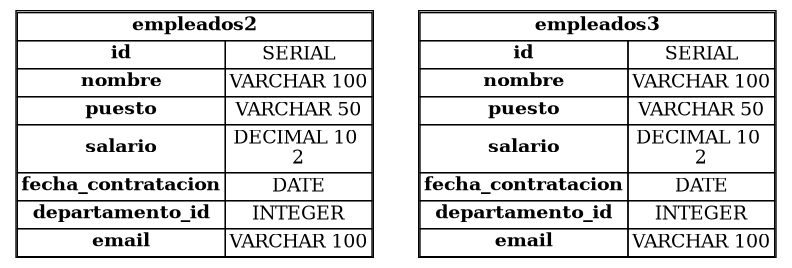 empleados2
id SERIAL
nombre VARCHAR 100
puesto VARCHAR 50
salario DECIMAL 10
2
fecha_contratacion DATE
departamento_id INTEGER
email VARCHAR 100
empleados3
id SERIAL
nombre VARCHAR 100
puesto VARCHAR 50
salario DECIMAL 10
2
fecha_contratacion DATE
departamento_id INTEGER
email VARCHAR 100